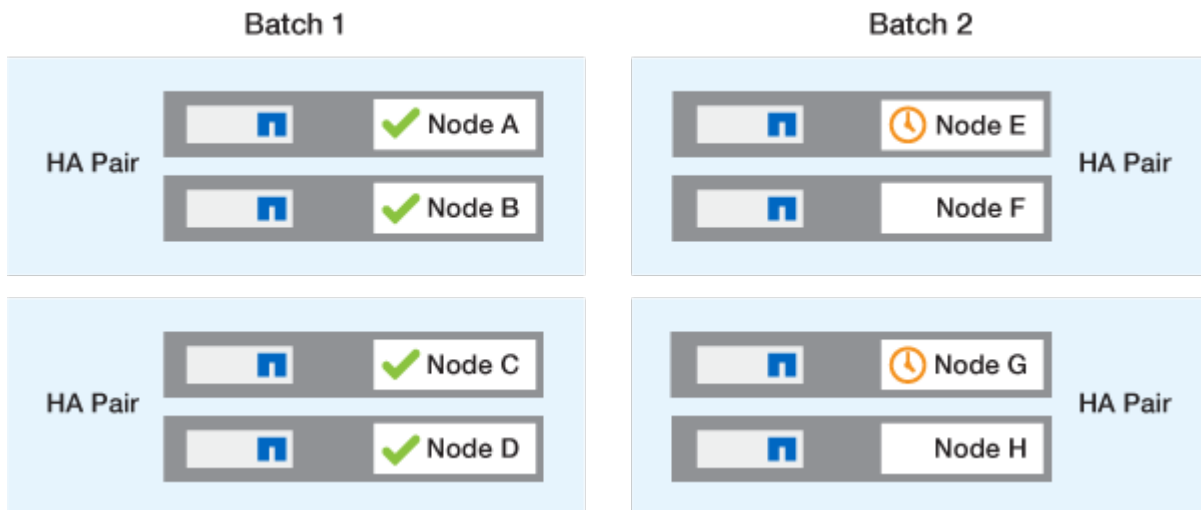 Batch 1
HA Pair
Node A
Node B
HA Pair
Node C
Node D
Batch 2
Node E
Node F
HA Pair
Node G
Node H
HA Pair